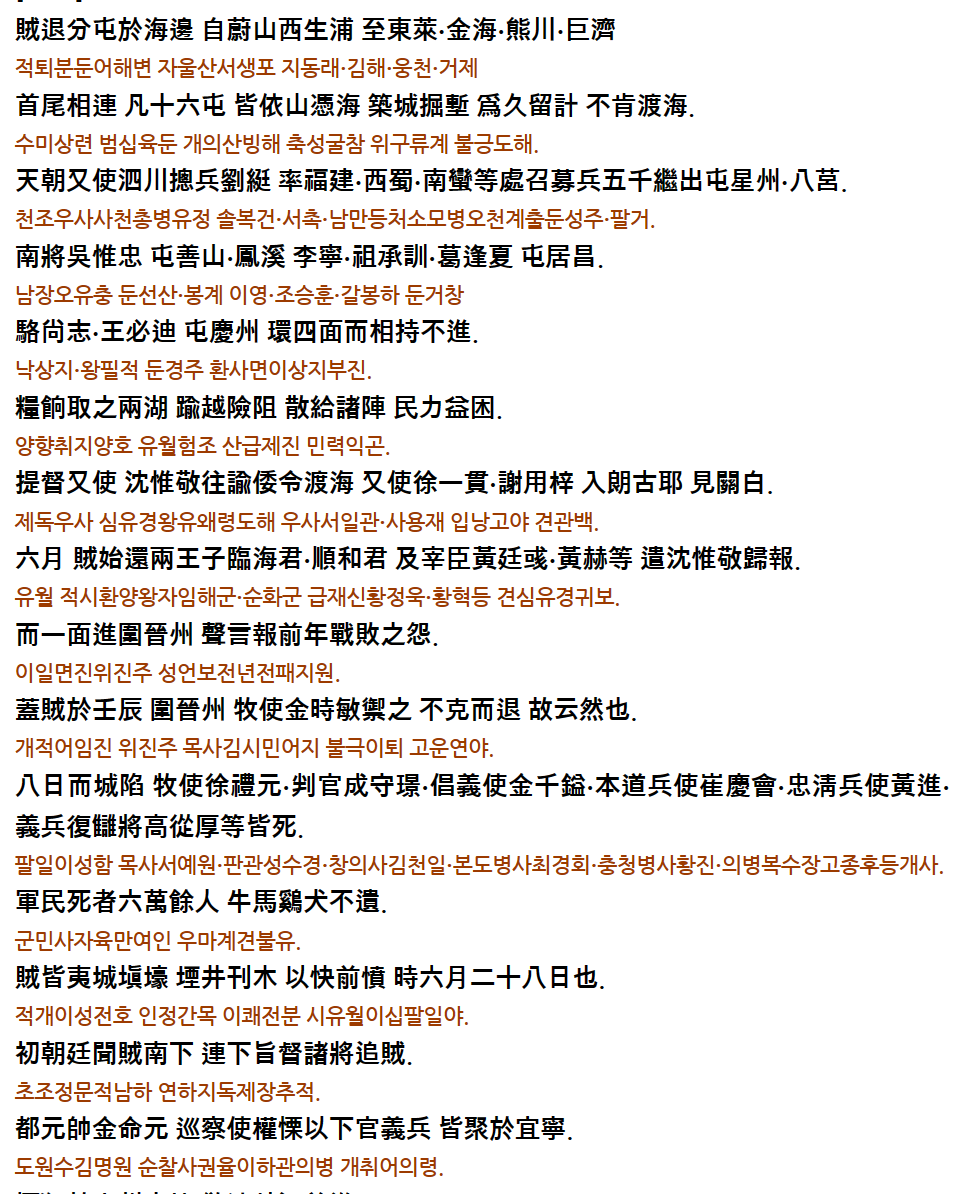 賊退分屯於海邊 自蔚山西生浦 至東萊·金海·熊川·巨濟
적퇴분둔어해변 자울산서생포 지동래·김해·웅천·거제
首尾相連 凡十六屯 皆依山憑海 築城掘塹 爲久留計 不肯渡海.
수미상련 범십육둔 개의산빙해 축성굴참 위구류계 불긍도해.
天朝又使泗川摠兵劉綎 率福建·西蜀·南蠻等處召募兵五千繼出屯星州·八莒.
천조우사사천총병유정 솔복건·서촉·남만등처소모병오천계출둔성주·팔거.
南將吳惟忠 屯善山·鳳溪 李寧·祖承訓·葛逢夏 屯居昌.
남장오유충 둔선산·봉계 이영·조승훈·갈봉하 둔거창
駱尙志·王必迪 屯慶州 環四面而相持不進.
낙상지·왕필적 둔경주 환사면이상지부진.
糧餉取之兩湖 踰越險阻 散給諸陣 民力益困.
양향취지양호 유월험조 산급제진 민력익곤.
提督又使 沈惟敬往諭倭令渡海 又使徐一貫·謝用梓 入朗古耶 見關白.
제독우사 심유경왕유왜령도해 우사서일관·사용재 입낭고야 견관백.
六月 賊始還兩王子臨海君·順和君 及宰臣黃廷彧·黃赫等 遣沈惟敬歸報.
유월 적시환양왕자임해군·순화군 급재신황정욱·황혁등 견심유경귀보.
而一面進圍晉州 聲言報前年戰敗之怨.
이일면진위진주 성언보전년전패지원.
蓋賊於壬辰 圍晉州 牧使金時敏禦之 不克而退 故云然也.
개적어임진 위진주 목사김시민어지 불극이퇴 고운연야.
八日而城陷 牧使徐禮元·判官成守璟·倡義使金千鎰·本道兵使崔慶會·忠淸兵使黃進·
義兵復讎將高從厚等皆死.
팔일이성함 목사서예원·판관성수경·창의사김천일·본도병사최경회·충청병사황진·의병복수장고종후등개사.
軍民死者六萬餘人 牛馬鷄犬不遺.
군민사자육만여인 우마계견불유.
賊皆夷城塡壕 堙井刊木 以快前憤 時六月二十八日也.
적개이성전호 인정간목 이쾌전분 시유월이십팔일야.
初朝廷聞賊南下 連下旨督諸將追賊.
초조정문적남하 연하지독제장추적.
都元帥金命元 巡察使權慄以下官義兵 皆聚於宜寧.
도원수김명원 순찰사권율이하관의병 개취어의령.